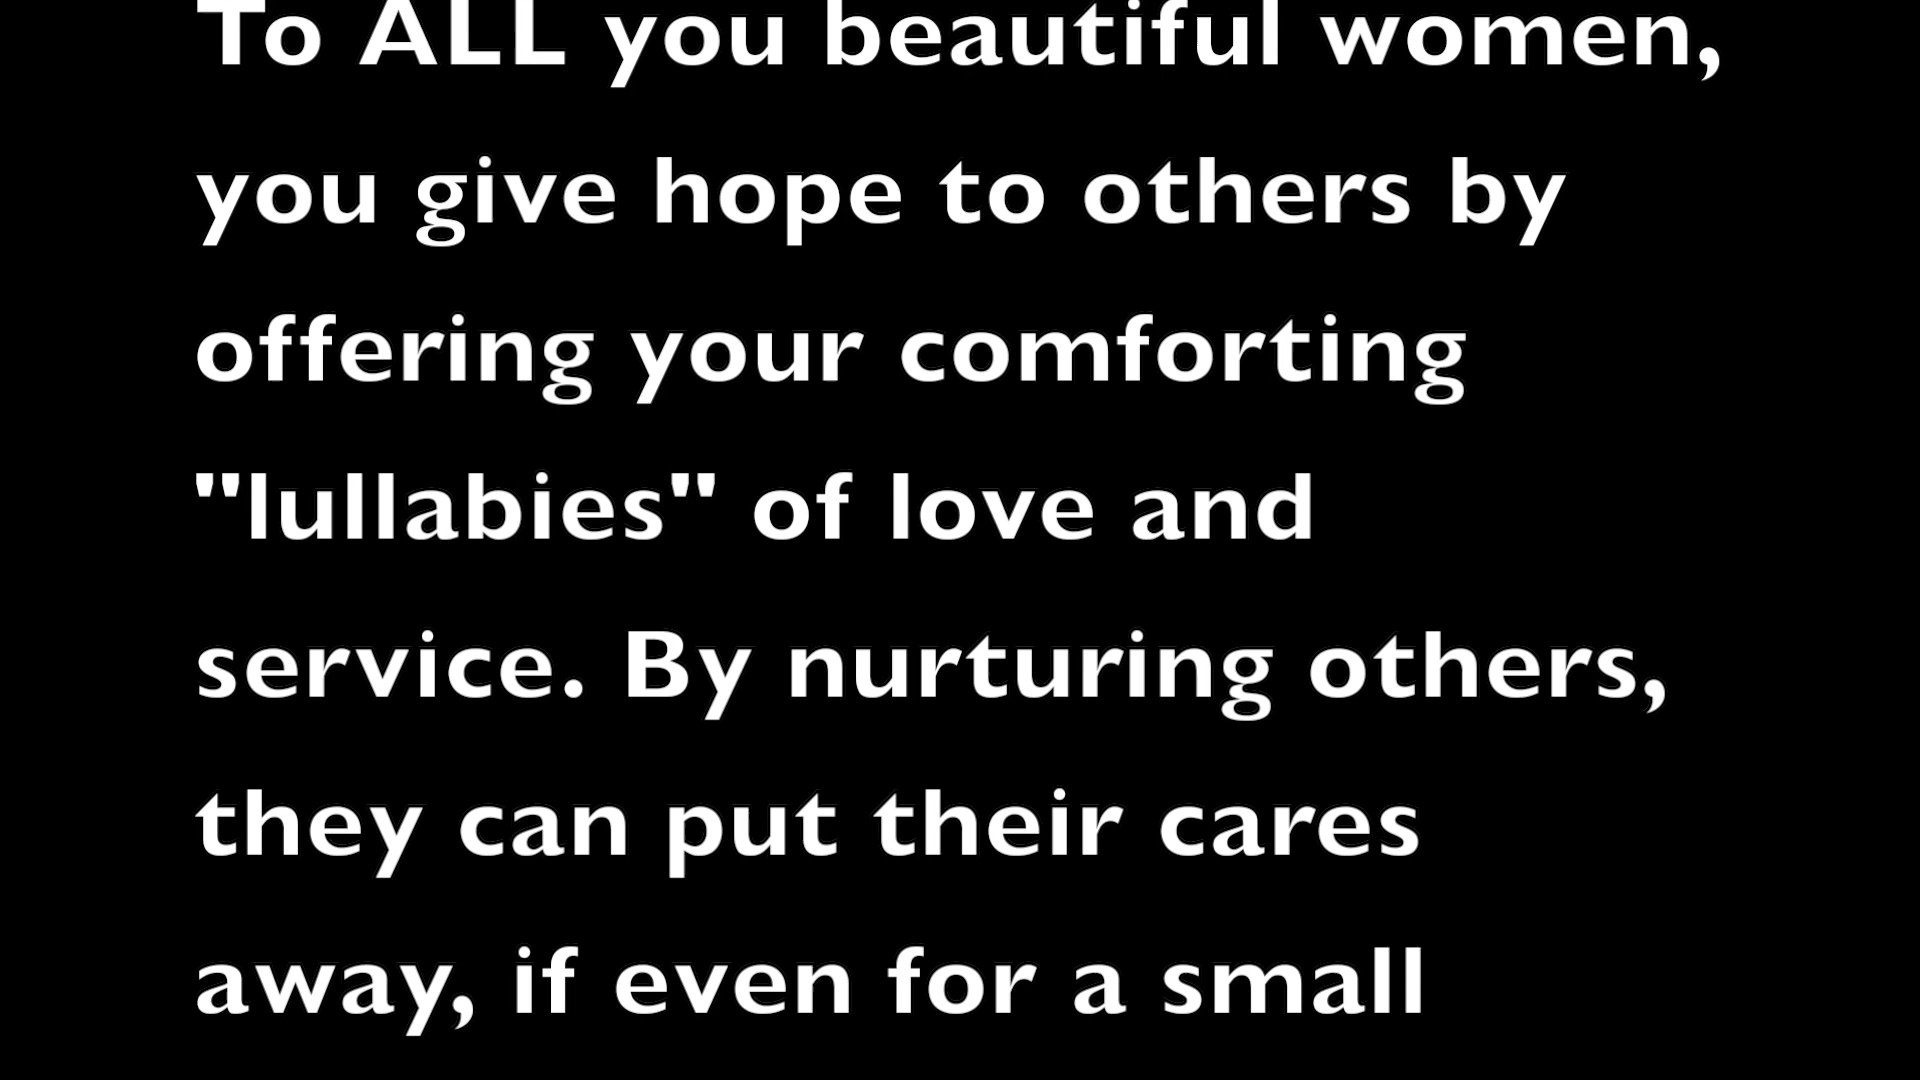 To ALL you beautiful women,
you give hope to others by
offering your comforting
"lullabies" of love and
service. By nurturing others,
they can put their cares
away, if even for a small